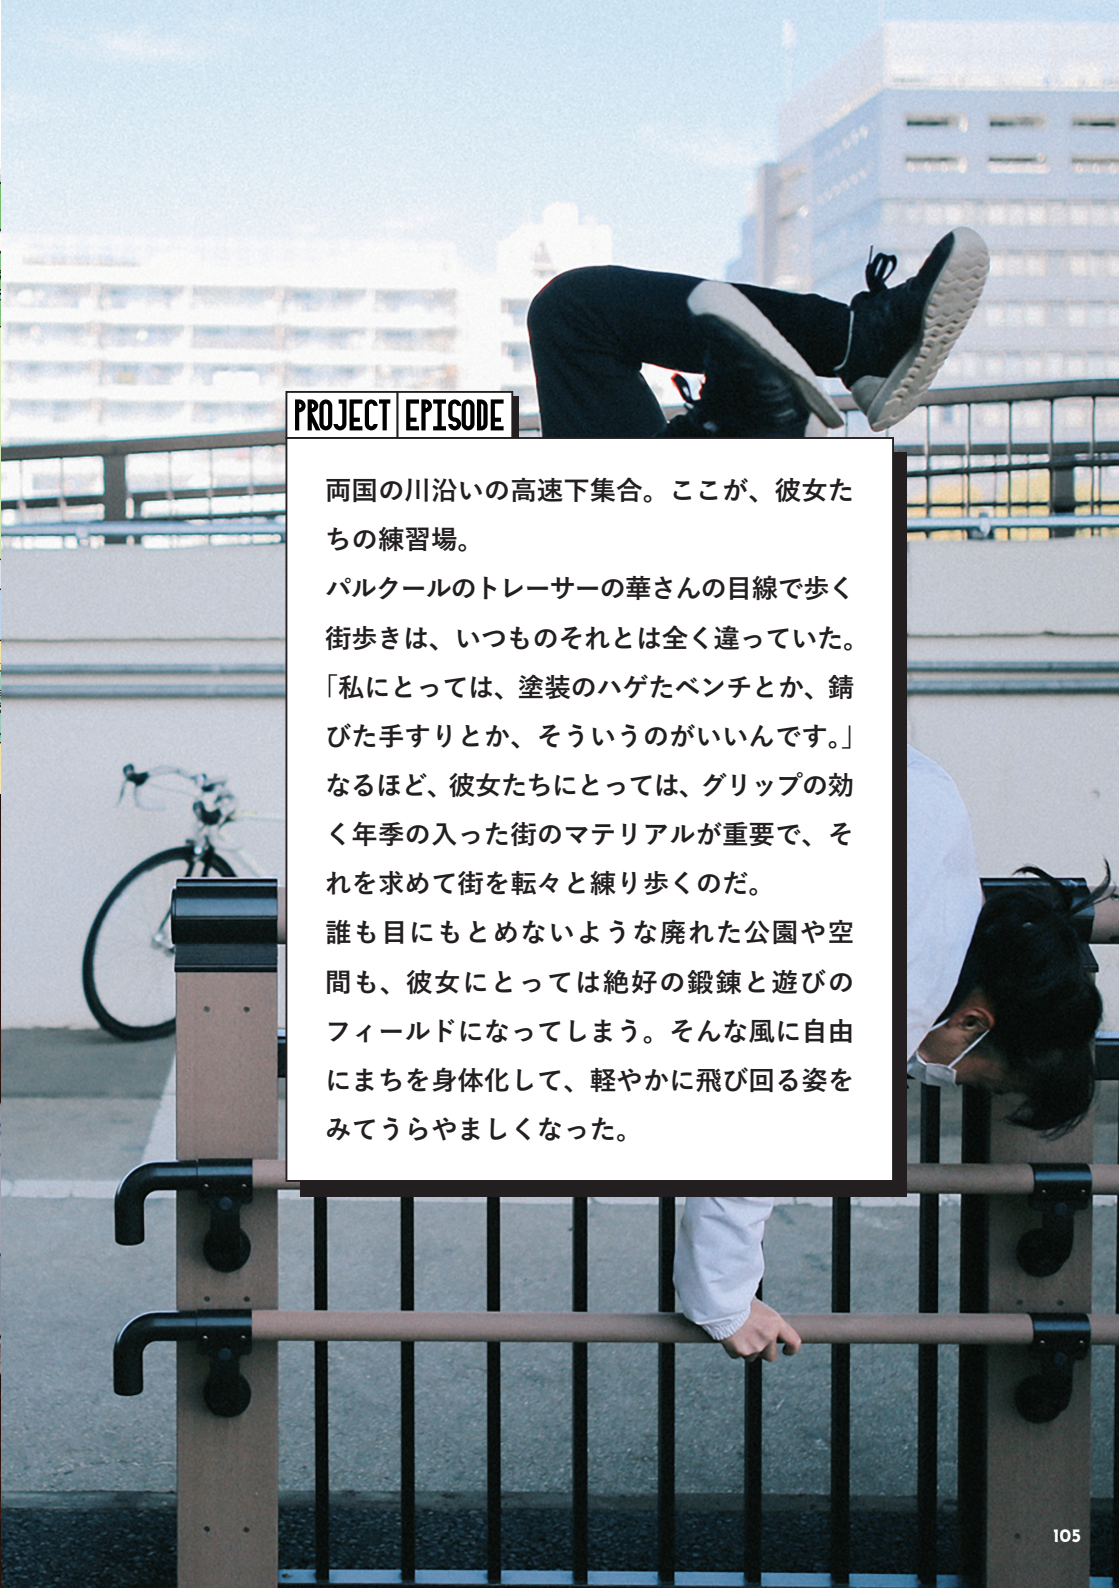 PROJECT EPISODE
両国の川沿いの高速下集合。ここが、彼女た
ちの練習場。
パルクールのトレーサーの華さんの目線で歩く
街歩きは、いつものそれとは全く違っていた。
「私にとっては、塗装のハゲたベンチとか、錆
びた手すりとか、そういうのがいいんです。」
なるほど、彼女たちにとっては、グリップの効
く年季の入った街のマテリアルが重要で、そ
れを求めて街を転々と練り歩くのだ。
誰も目にもとめないような廃れた公園や空
間も、彼女にとっては絶好の鍛錬と遊びの
フィールドになってしまう。そんな風に自由
にまちを身体化して、軽やかに飛び回る姿を
みてうらやましくなった。
105